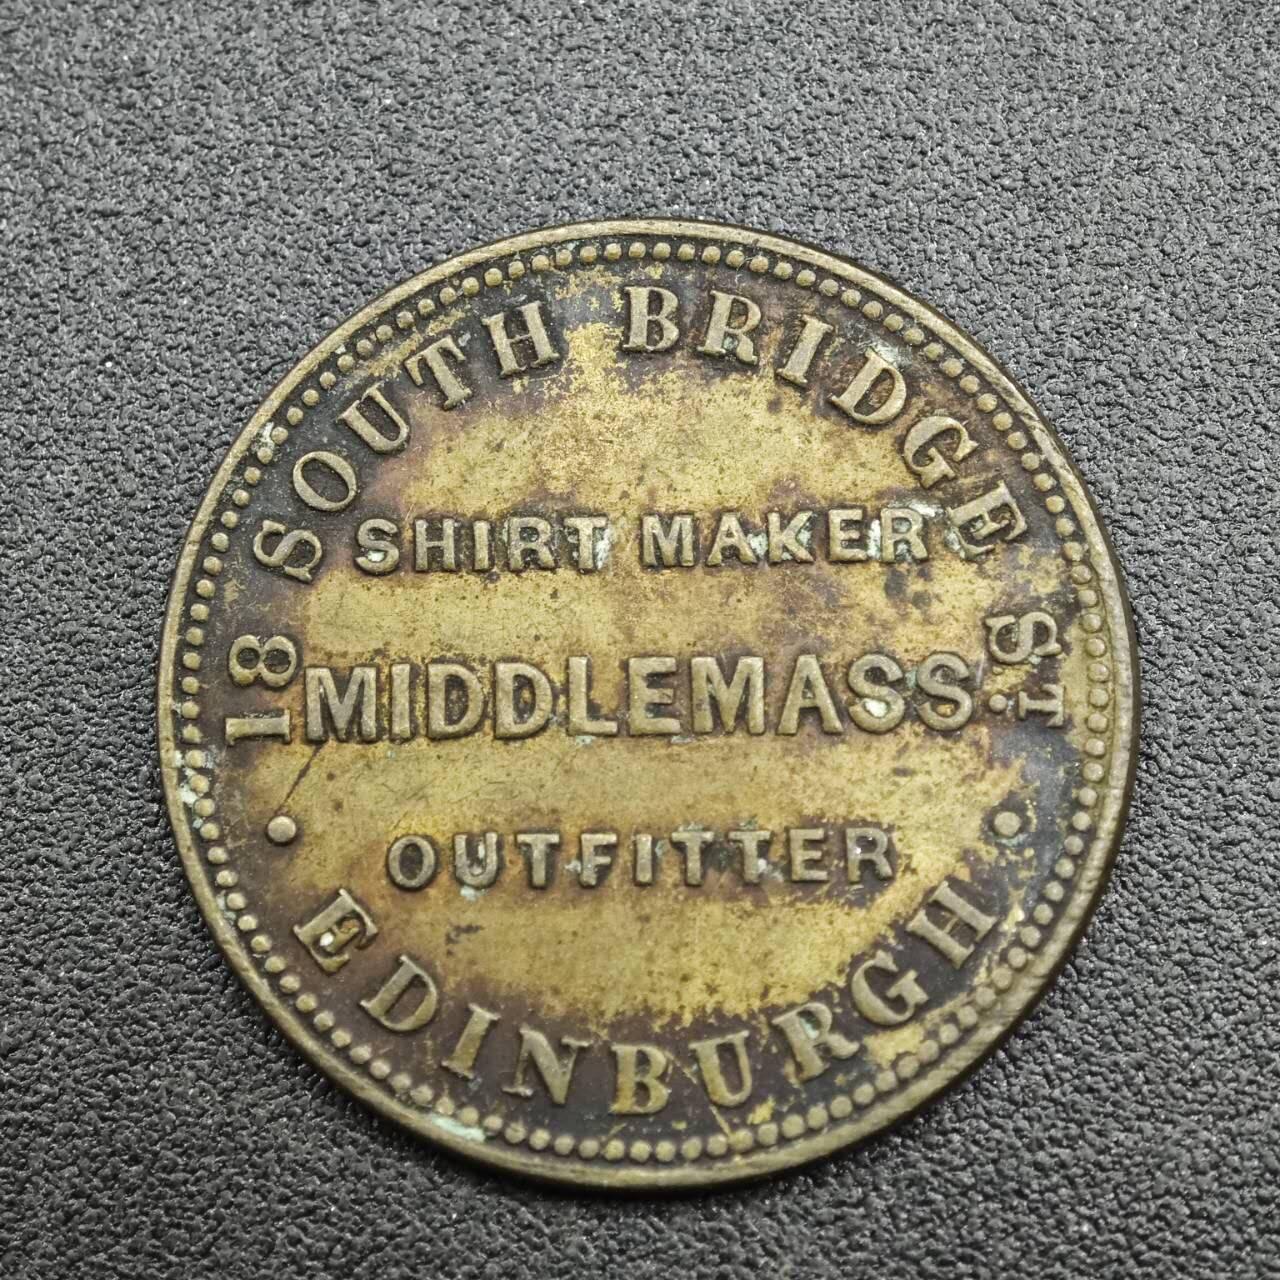 18 SOUTH BRIDGE ST.
SHIRT MAKER
MIDDLEMASS
OUTFITTER
EDINBURGH